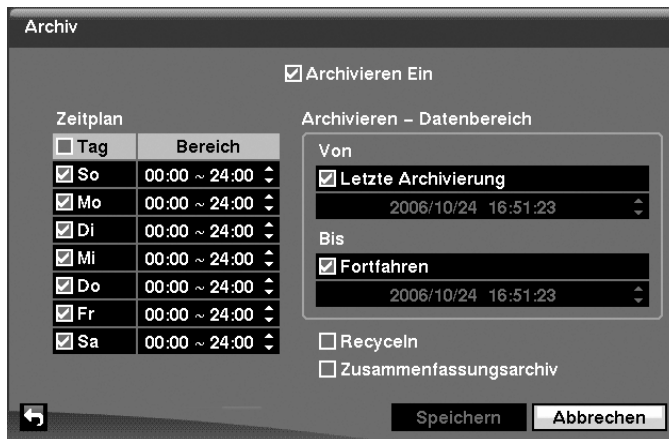 Archiv
Archivieren Ein
Zeitplan
Tag Bereich
So 00:00 ~ 24:00
Mo 00:00 ~ 24:00
Di 00:00 ~ 24:00
Mi 00:00 ~ 24:00
Do 00:00 ~ 24:00
Fr 00:00 ~ 24:00
Sa 00:00 ~ 24:00
Archivieren – Datenbereich
Von
Letzte Archivierung
2006/10/24 16:51:23
Bis
Fortfahren
2006/10/24 16:51:23
Recyceln
Zusammenfassungsarchiv
Speichern Abbrechen